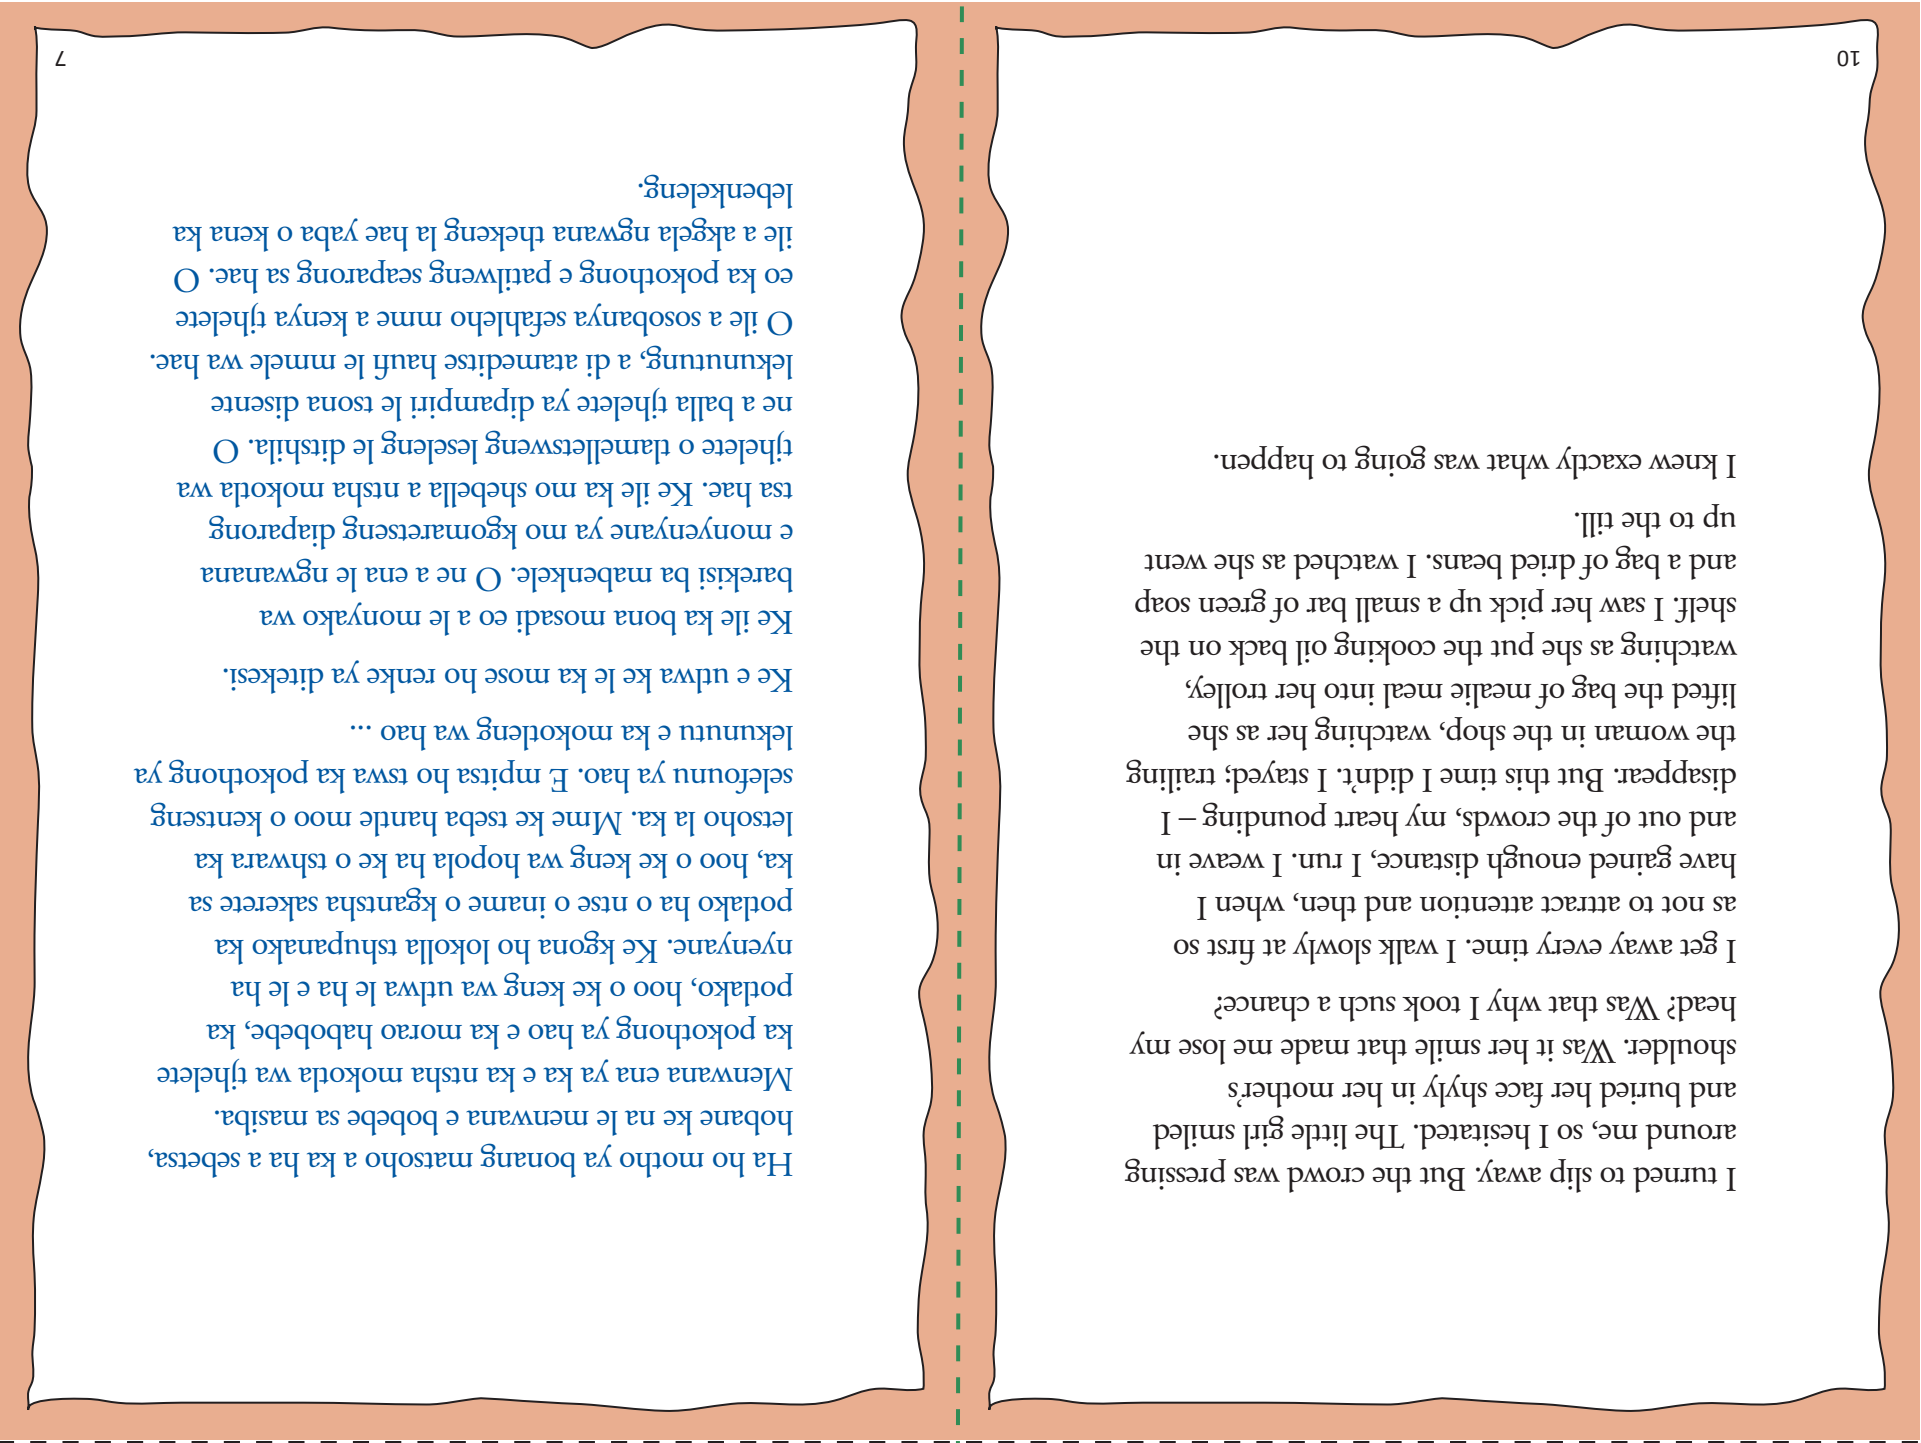 I turned to slip away. But the crowd was pressing
around me, so I hesitated. The little girl smiled
and buried her face shyly in her mother's
shoulder. Was it her smile that made me lose my
head? Was that why I took such a chance?
I get away every time. I walk slowly at first so
as not to attract attention and then, when I
have gained enough distance, I run. I weave in
and out of the crowds, my heart pounding – I
disappear. But this time I didn't. I stayed; trailing
the woman in the shop, watching her as she
lifted the bag of mealie meal into her trolley,
watching as she put the cooking oil back on the
shelf. I saw her pick up a small bar of green soap
and a bag of dried beans. I watched as she went
up to the till.
I knew exactly what was going to happen.
10
Ha ho motho ya bonang matsoho a ka ha a sebetsa,
hobane ke na le menwana e bobebe sa masiba.
Menwana ena ya ka e ka ntsha mokotla wa tjhelete
ka pokothong ya hao e ka morao habobebe, ka
potlako, hoo o ke keng wa utlwa le ha e le ha
nyenyane. Ke kgona ho lokolla tshupanako ka
potlako ha o ntse o iname o kgantsha sakerete sa
ka, hoo o ke keng wa hopola ha ke o tshwara ka
letsoho la ka. Mme ke tseba hantle moo o kentseng
selefounu ya hao. E mpitsa ho tswa ka pokothong ya
lekunutu e ka mokotleng wa hao ...
Ke e utlwa ke le ka mose ho renke ya ditekesi.
Ke ile ka bona mosadi eo a le monyako wa
barekisi ba mabenkele. O ne a ena le ngwanana
e monyenyane ya mo kgomaretseng diaparong
tsa hae. Ke ile ka mo shebella a ntsha mokotla wa
tjhelete o tlamelletsweng leseleng le ditshila. O
ne a balla tjhelete ya dipampiri le tsona disente
lekunutung, a di atameditse haufi le mmele wa hae.
O ile a sosobanya sefahleho mme a kenya tjhelete
eo ka pokothong e patilweng seaparong sa hae. O
ile a akgela ngwana thekeng la hae yaba o kena ka
lebenkeleng.
7